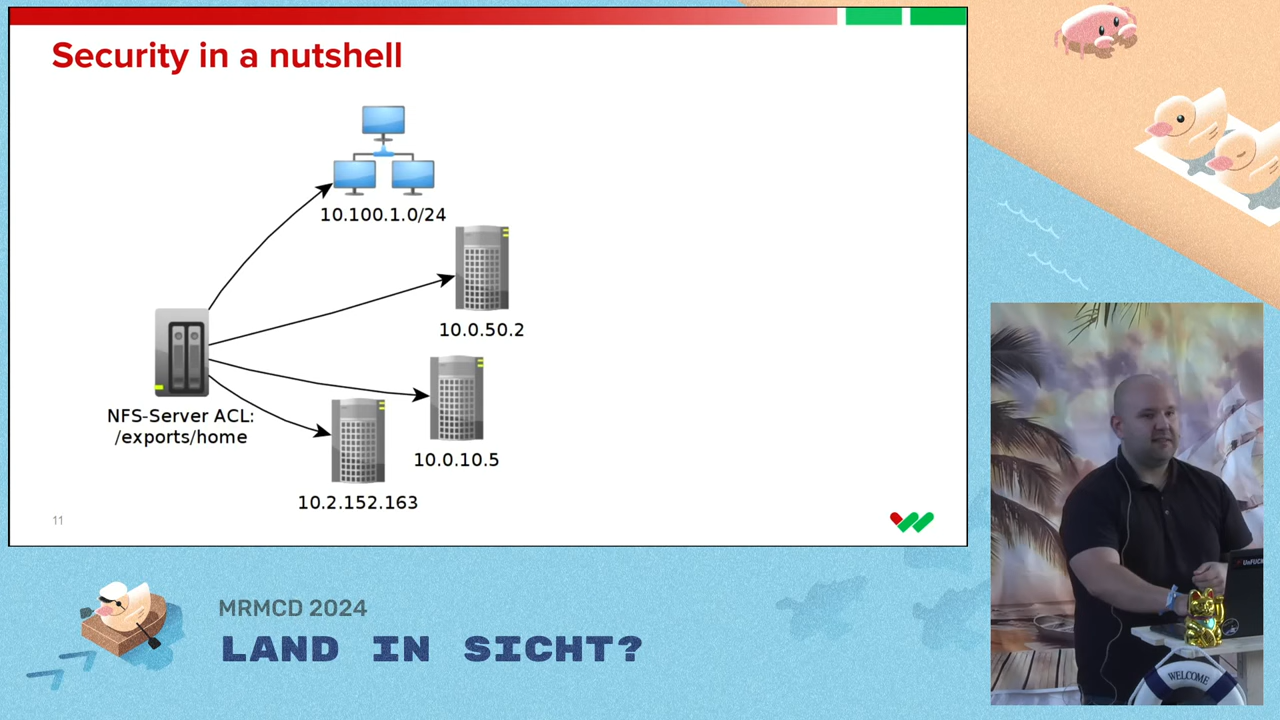 Security in a nutshell
10.100.1.0/24
10.0.50.2
NFS-Server ACL:
/exports/home
10.0.10.5
10.2.152.163
11
MRMCD 2024
LAND IN SICHT?
WELCOME